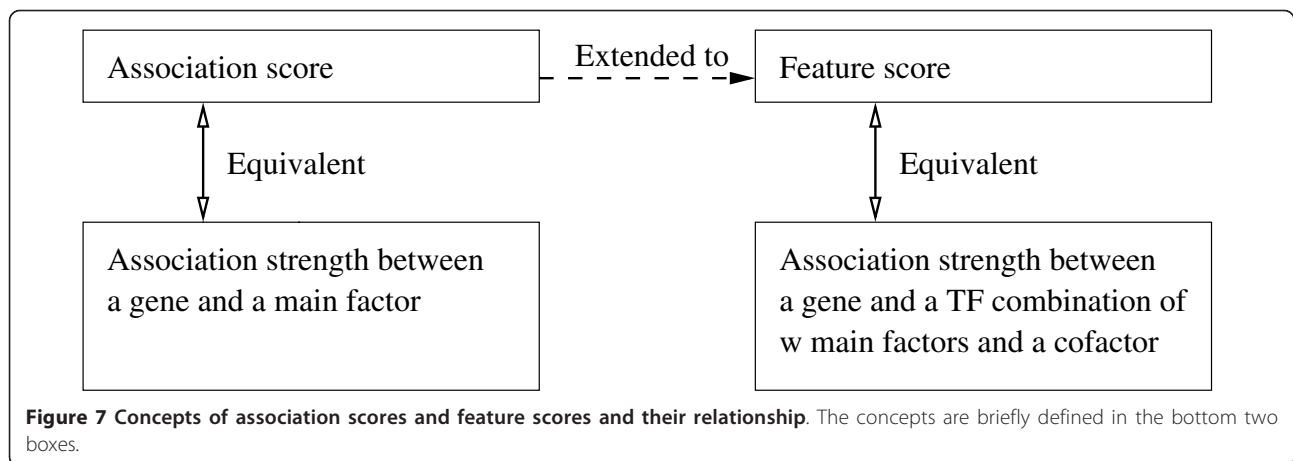 Association score
Extended to
Feature score
Equivalent
Equivalent
Association strength between
a gene and a main factor
Association strength between
a gene and a TF combination of
w main factors and a cofactor
Figure 7 Concepts of association scores and feature scores and their relationship. The concepts are briefly defined in the bottom two
boxes.